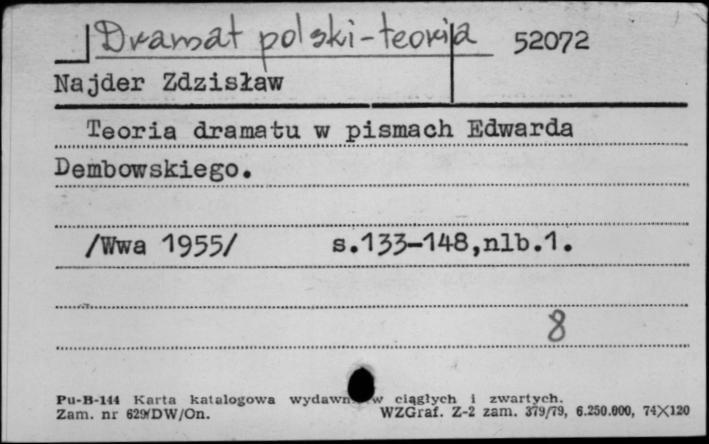 Dramat polski-teorija 52072
Najder Zdzisław
Teoria dramatu w pismach Edwarda
Dembowskiego.
/Wwa 1955/ s.133-148,nlb.1.
8
Pu-B-144 Karta katalogowa wydawn w ciągłych i zwartych.
Zam. nr 629/DW/On. WZGraf. Z-2 zam. 379/79, 6.250.000, 74X120